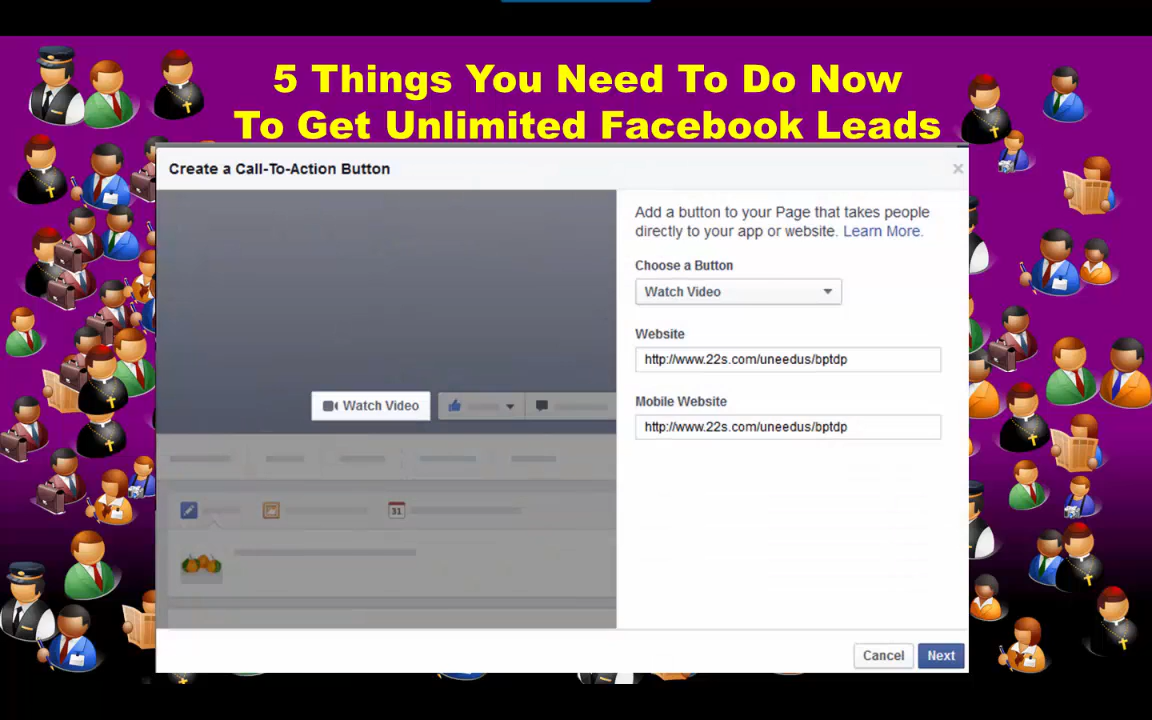 5 Things You Need To Do Now
To Get Unlimited Facebook Leads
Create a Call-To-Action Button
Add a button to your Page that takes people
directly to your app or website. Learn More.
Choose a Button
Watch Video
Website
http://www.22s.com/uneedus/bptdp
Mobile Website
http://www.22s.com/uneedus/bptdp
Watch Video
31
Cancel
Next